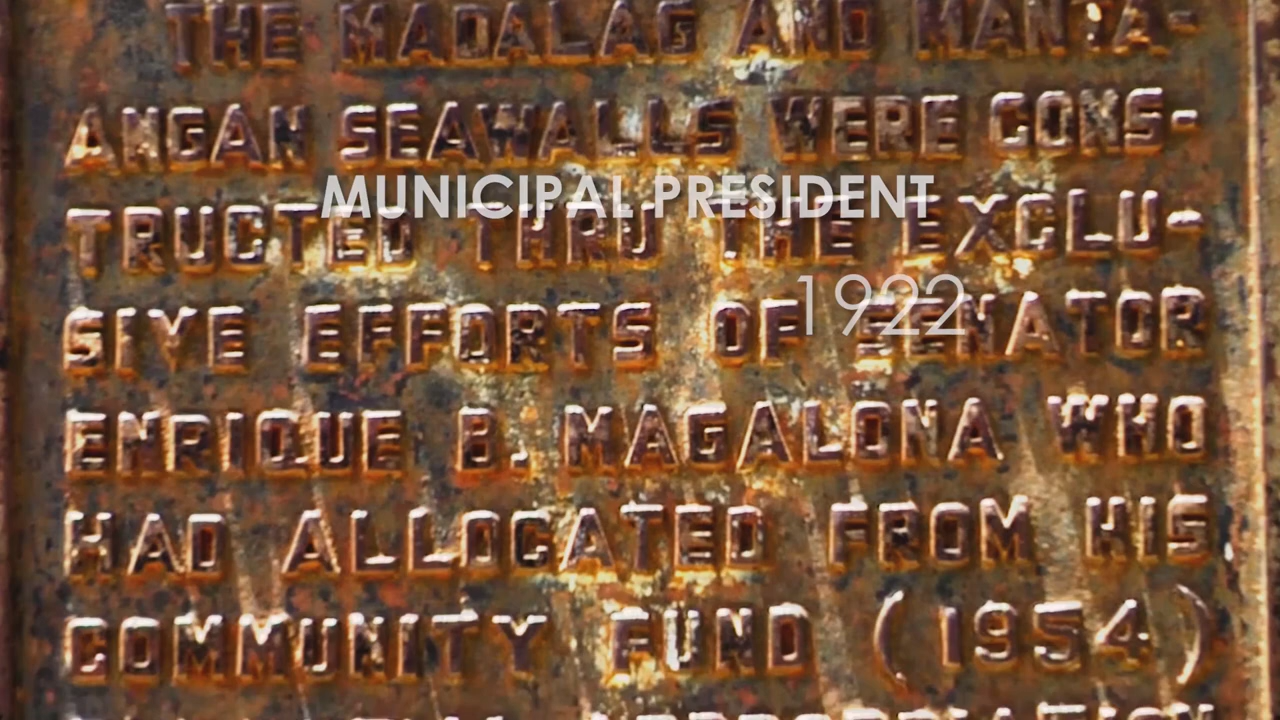 THE MADALAG AND MANTA-
ANGAN SEAWALLS WERE CONS-
MUNICIPAL PRESIDENT
TRUCTED THRU THE EXCLU-
1922
SIVE EFFORTS OF SENATOR
ENRIQUE B. MAGALONA WHO
HAD ALLOCATED FROM HIS
COMMUNITY FUND (1954)
APPROPRIATION